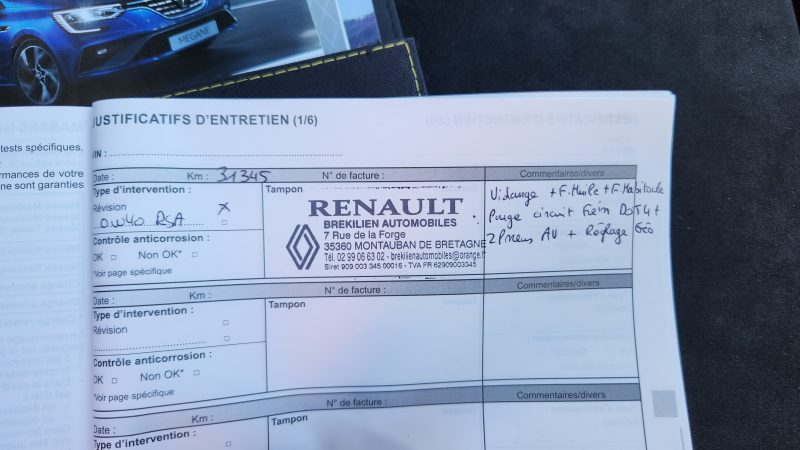 MEGANE
tests spécifiques.
rmances de votre
ne sont garanties
JUSTIFICATIFS D'ENTRETIEN (1/6)
VIN :
Date : Km : 31345 N° de facture : Commentaires/divers
Type d'intervention :
Révision X
0W40 RSA
Contrôle anticorrosion :
OK □ Non OK* □
*Voir page spécifique
Tampon
RENAULT
BREKILIEN AUTOMOBILES
7 Rue de la Forge
35360 MONTAUBAN DE BRETAGNE
Tél. 02 99 06 63 02 - brekilienautomobiles@orange.fr
Siret 909 003 345 00016 - TVA FR 62909003345
Vidange + F. Huile + F. Habitacle
Purge circuit Frein DOT4 +
2 Pneus AV + Réglage Géo
Date : Km : N° de facture : Commentaires/divers
Type d'intervention :
Révision □
□
Contrôle anticorrosion :
OK □ Non OK* □
*Voir page spécifique
Tampon
Date : Km : N° de facture : Commentaires/divers
Type d'intervention :
Tampon